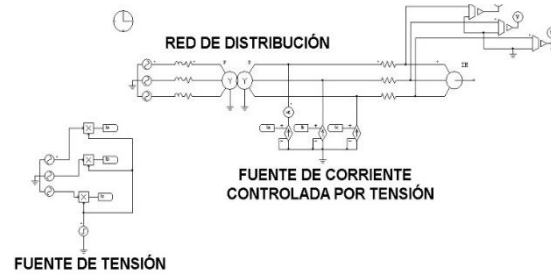 RED DE DISTRIBUCIÓN
FUENTE DE CORRIENTE
CONTROLADA POR TENSIÓN
FUENTE DE TENSIÓN